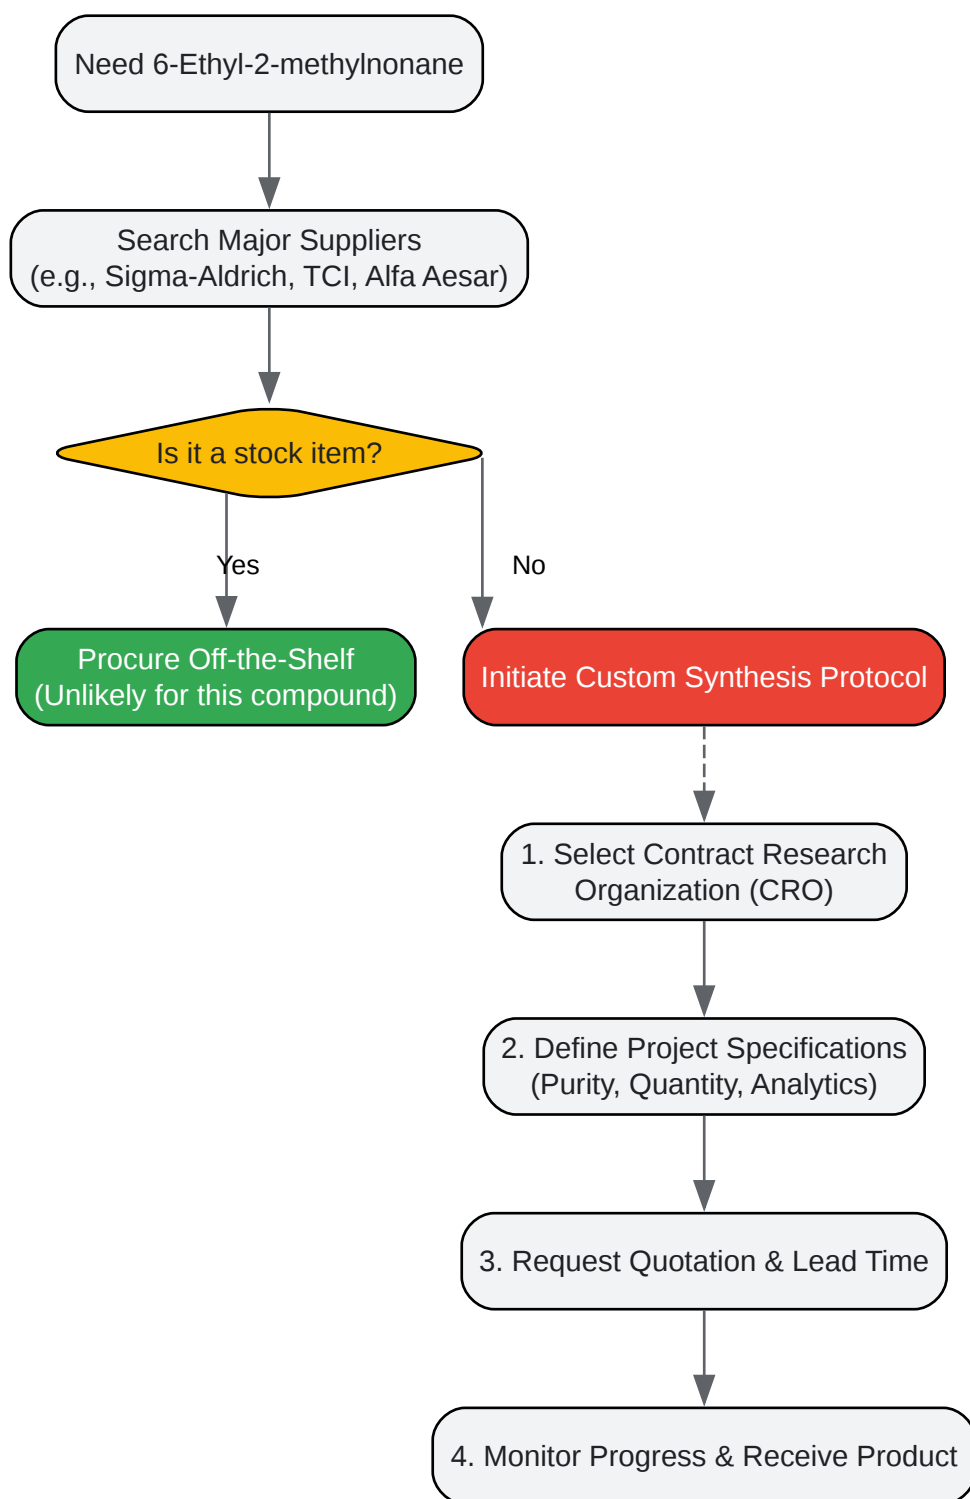 Need 6-Ethyl-2-methylnonane
Search Major Suppliers
(e.g., Sigma-Aldrich, TCI, Alfa Aesar)
Is it a stock item?
Yes
No
Procure Off-the-Shelf
(Unlikely for this compound)
Initiate Custom Synthesis Protocol
1. Select Contract Research
Organization (CRO)
2. Define Project Specifications
(Purity, Quantity, Analytics)
3. Request Quotation & Lead Time
4. Monitor Progress & Receive Product